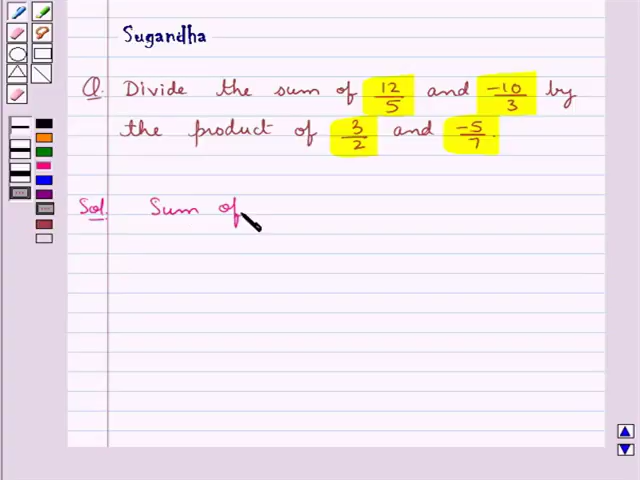 Sugandha
Q. Divide the sum of 12/5 and -10/3 by
the product of 3/2 and -5/7.
Sol. Sum of